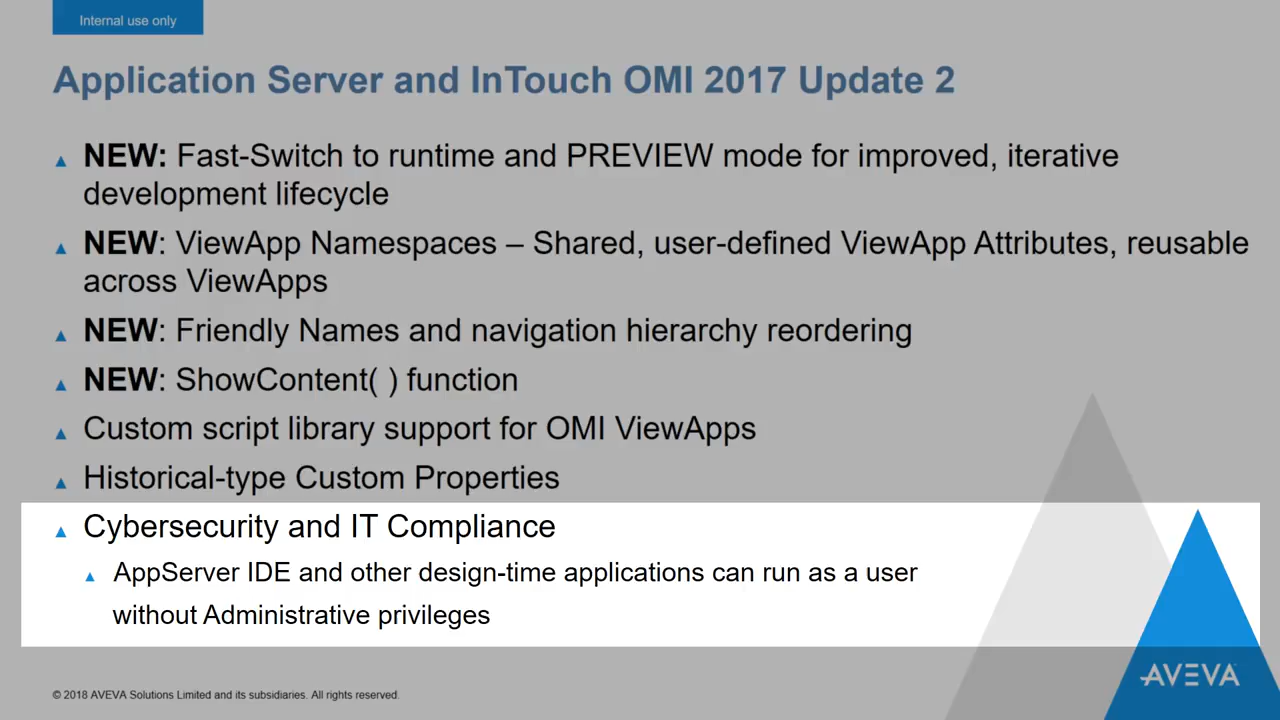 Internal use only
Application Server and InTouch OMI 2017 Update 2
NEW: Fast-Switch to runtime and PREVIEW mode for improved, iterative
development lifecycle
NEW: ViewApp Namespaces – Shared, user-defined ViewApp Attributes, reusable
across ViewApps
NEW: Friendly Names and navigation hierarchy reordering
NEW: ShowContent( ) function
Custom script library support for OMI ViewApps
Historical-type Custom Properties
Cybersecurity and IT Compliance
AppServer IDE and other design-time applications can run as a user
without Administrative privileges
© 2018 AVEVA Solutions Limited and its subsidiaries. All rights reserved.
AVEVA